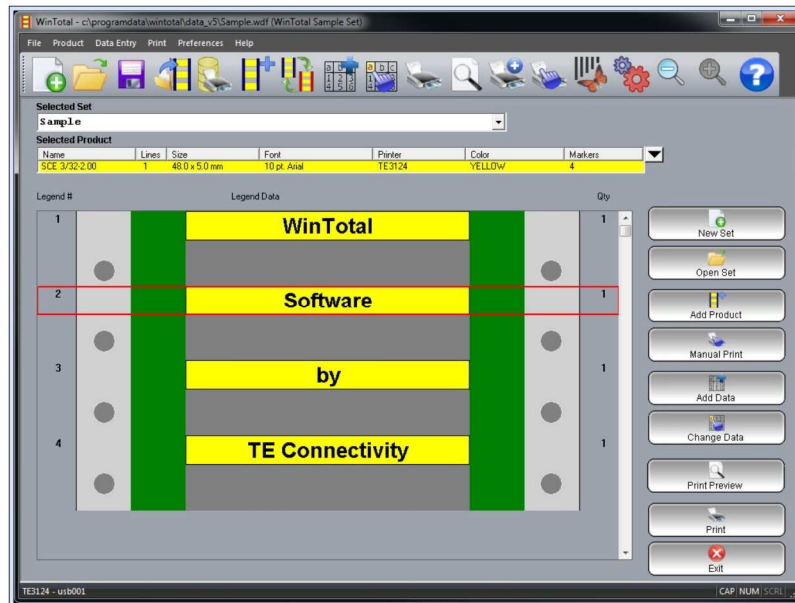 WinTotal - c:\programdata\wintotal\data_v5\Sample.wdf (WinTotal Sample Set)
File Product Data Entry Print Preferences Help
Selected Set
Sample
Selected Product
Name Lines Size Font Printer Color Markers
SCE 3/32-2.00 1 48.0 x 5.0 mm 10 pt. Arial TE3124 YELLOW 4
Legend # Legend Data Qty
1 WinTotal 1
2 Software 1
3 by 1
4 TE Connectivity 1
New Set
Open Set
Add Product
Manual Print
Add Data
Change Data
Print Preview
Print
Exit
TE3124 - usb001 CAP NUM SCRL